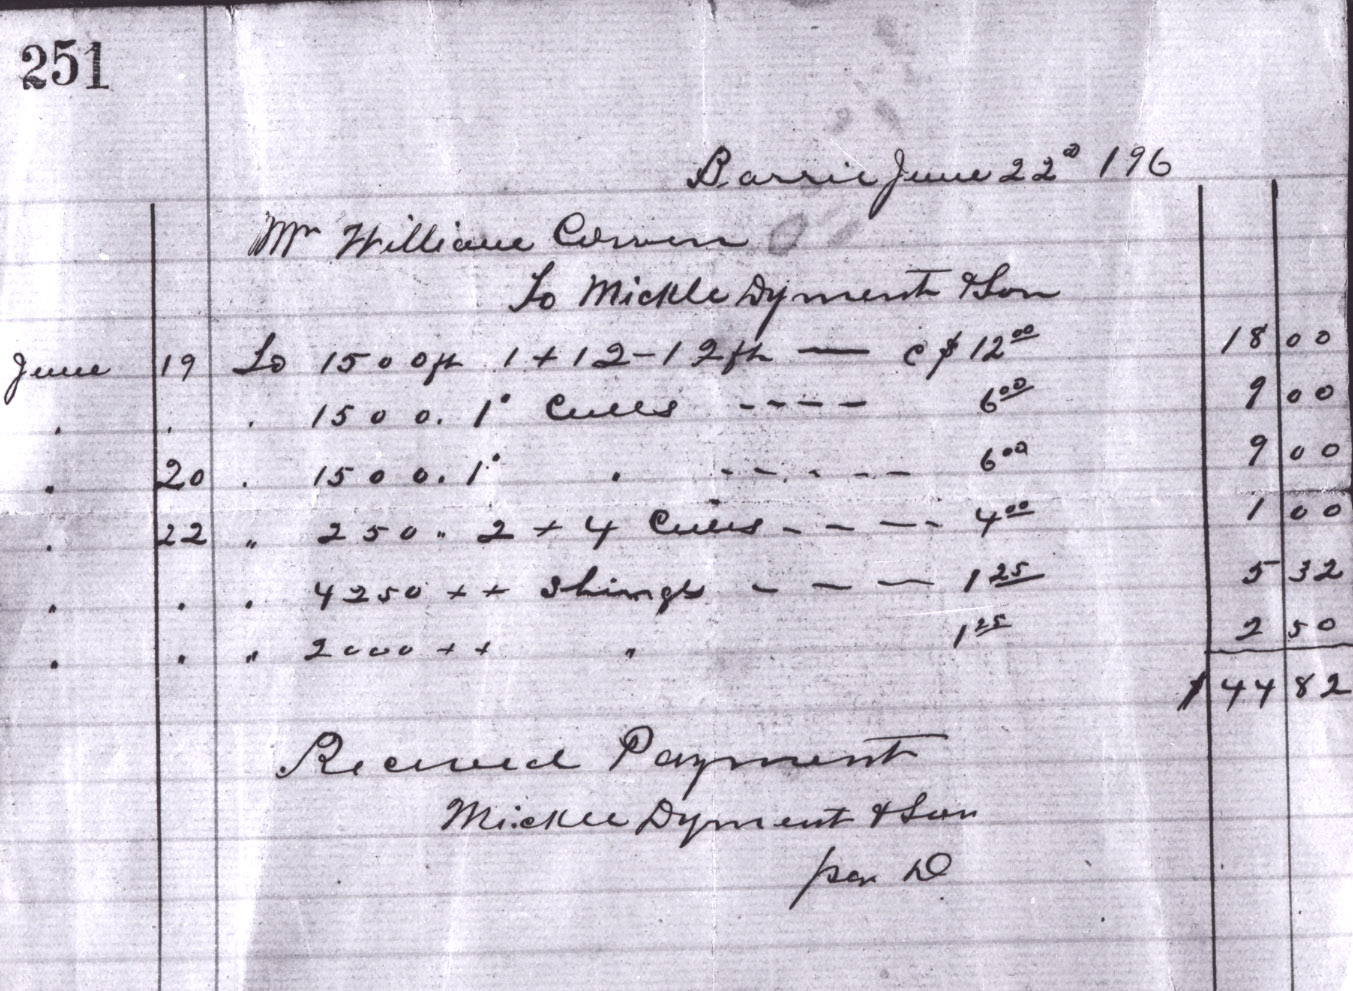 251
Barrie June 22d 196
Mr William
To Mickle Dyment & Son
June 19 To 1500 ft 1 + 12 - 12 ft — @ $ 12.00 18 00
. . . 1500 . 1" Culls - - - - 6.00 9 00
. 20 . 1500 . 1" . - - - - - 6.00 9 00
. 22 " 250 " 2 + 4 Culls - - - - 4.00 1 00
. . . 4250 + + Shingls - - - 1.25 5 32
. . " 2000 + + " 1.25 2 50
$ 44 82
Received Payment
Mickle Dyment & Son
per D